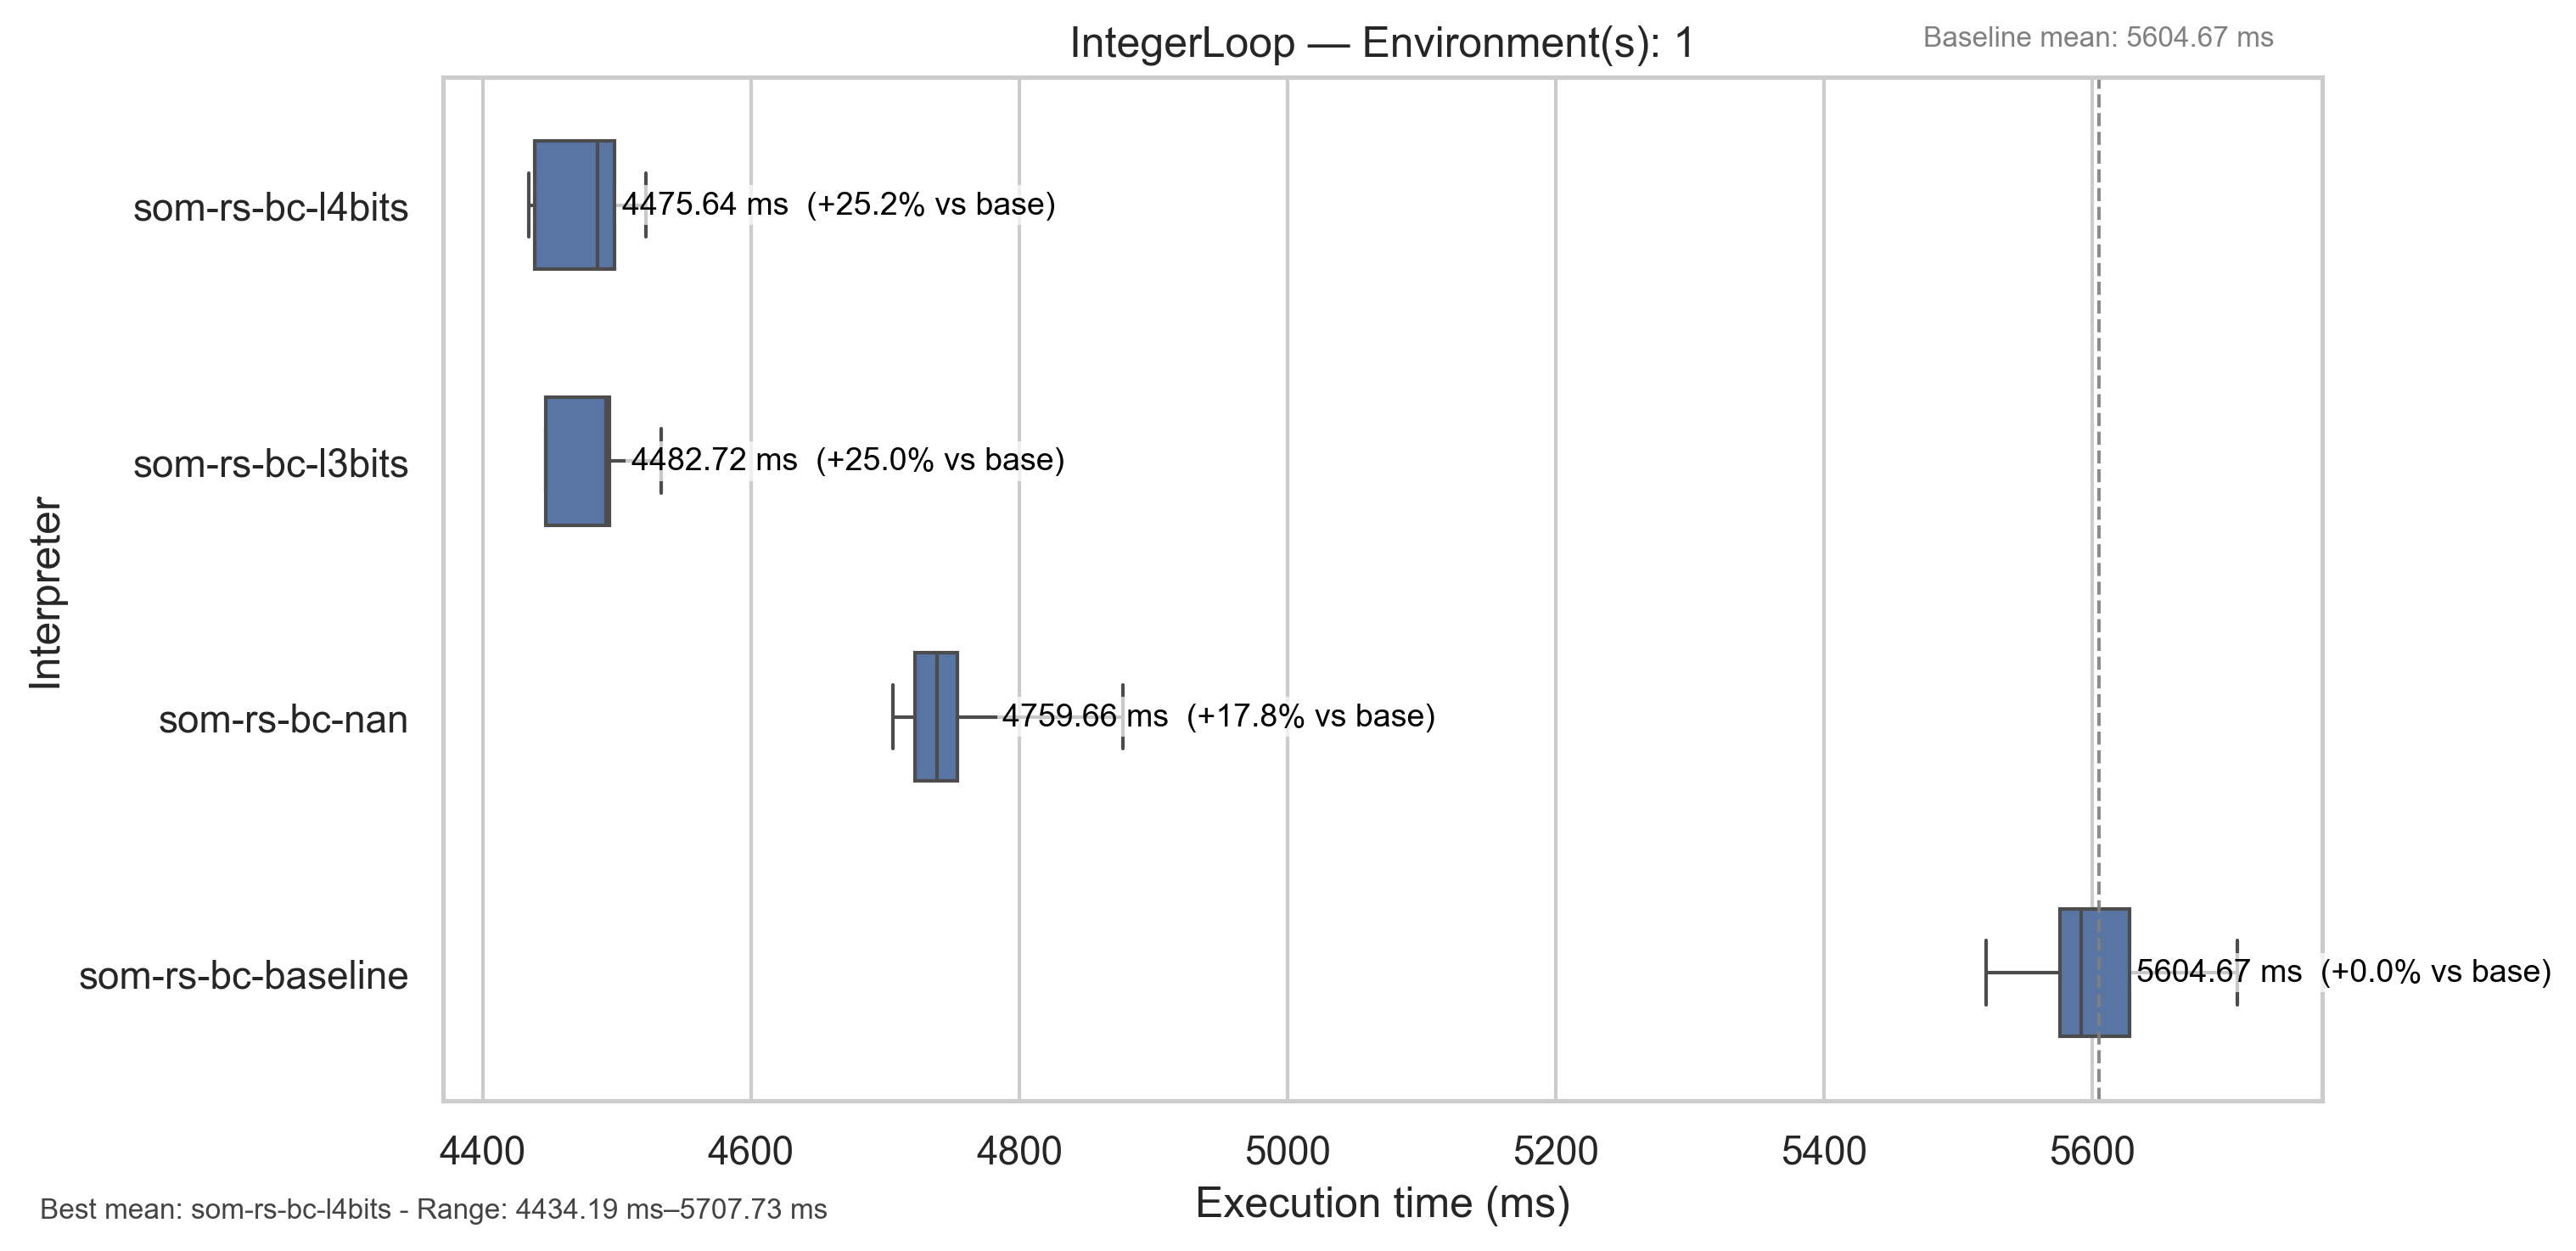 IntegerLoop — Environment(s): 1
Baseline mean: 5604.67 ms
Interpreter
som-rs-bc-l4bits
4475.64 ms (+25.2% vs base)
som-rs-bc-l3bits
4482.72 ms (+25.0% vs base)
som-rs-bc-nan
4759.66 ms (+17.8% vs base)
som-rs-bc-baseline
5604.67 ms (+0.0% vs base)
4400 4600 4800 5000 5200 5400 5600
Execution time (ms)
Best mean: som-rs-bc-l4bits - Range: 4434.19 ms–5707.73 ms